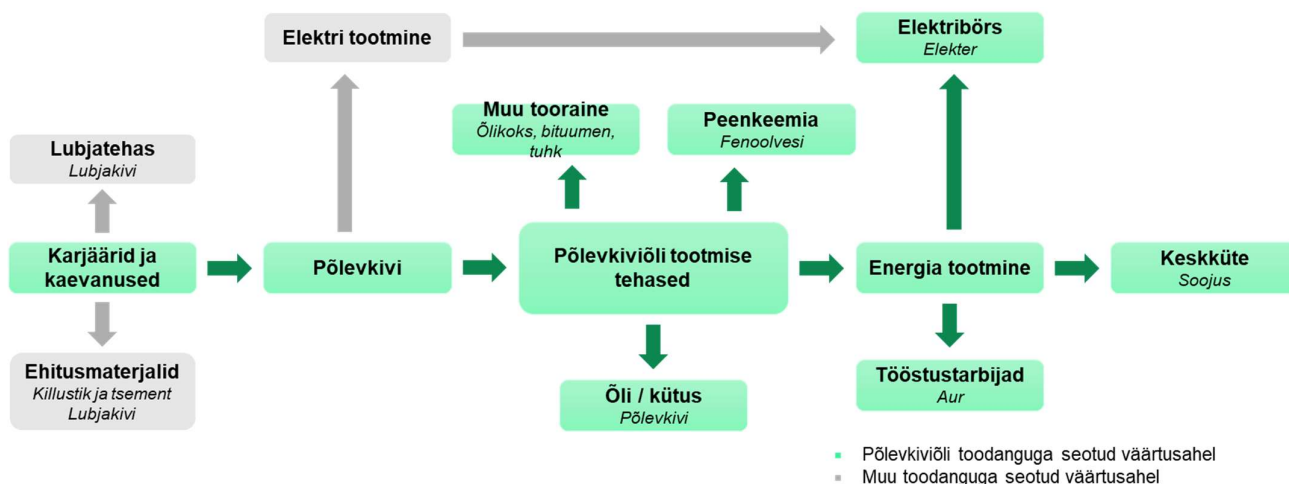 Elektri tootmine
Elektribörs
Elekter
Muu tooraine
Õlikoks, bituumen,
tuhk
Peenkeemia
Fenoolvesi
Lubjatehas
Lubjakivi
Karjäärid ja
kaevanused
Põlevkivi
Põlevkiviõli tootmise
tehased
Energia tootmine
Keskküte
Soojus
Ehitusmaterjalid
Killustik ja tsement
Lubjakivi
Õli / kütus
Põlevkivi
Tööstustarbijad
Aur
Põlevkiviõli toodanguga seotud väärtusahel
Muu toodanguga seotud väärtusahel